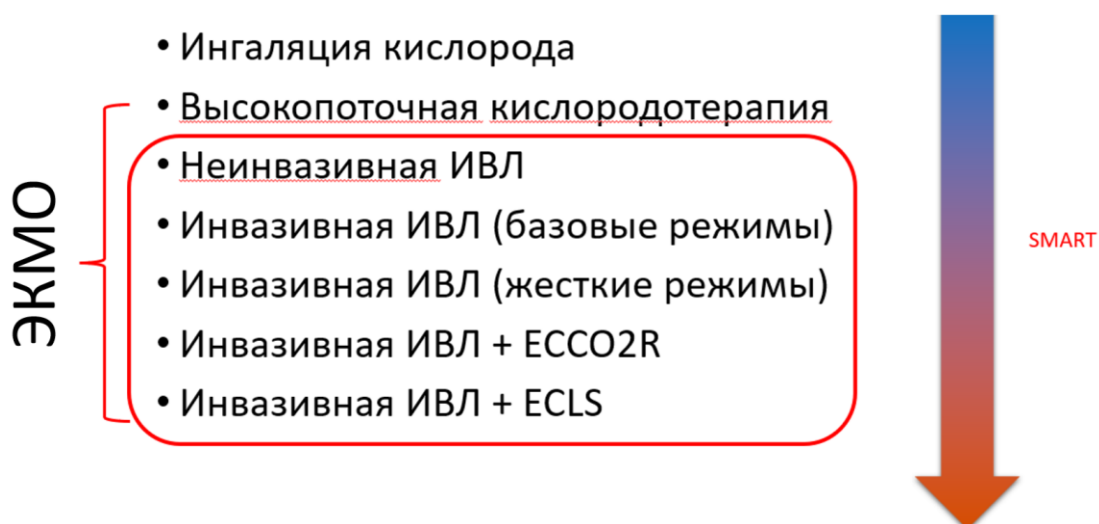 • Ингаляция кислорода
• Высокопоточная кислородотерапия
• Неинвазивная ИВЛ
• Инвазивная ИВЛ (базовые режимы)
• Инвазивная ИВЛ (жесткие режимы)
• Инвазивная ИВЛ + ECCO2R
• Инвазивная ИВЛ + ECLS
ЭКМО
SMART